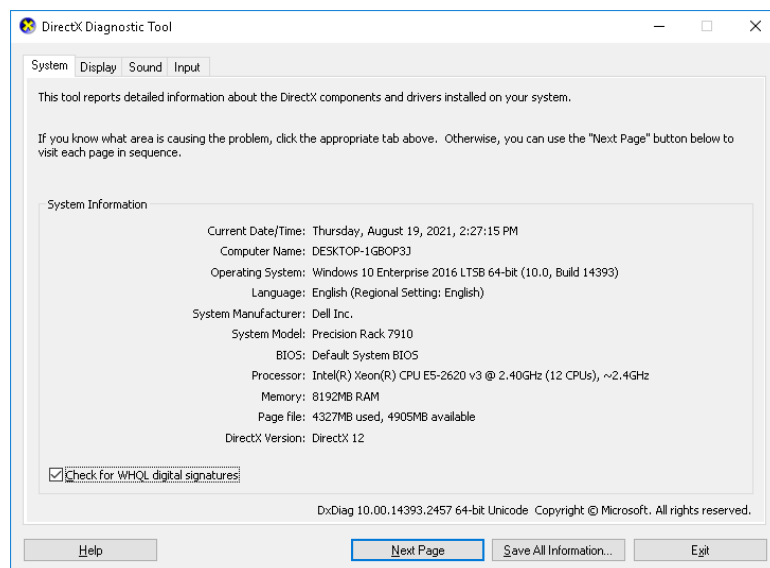 DirectX Diagnostic Tool
System Display Sound Input
This tool reports detailed information about the DirectX components and drivers installed on your system.
If you know what area is causing the problem, click the appropriate tab above.  Otherwise, you can use the "Next Page" button below to
visit each page in sequence.
System Information
Current Date/Time: Thursday, August 19, 2021, 2:27:15 PM
Computer Name: DESKTOP-1GBOP3J
Operating System: Windows 10 Enterprise 2016 LTSB 64-bit (10.0, Build 14393)
Language: English (Regional Setting: English)
System Manufacturer: Dell Inc.
System Model: Precision Rack 7910
BIOS: Default System BIOS
Processor: Intel(R) Xeon(R) CPU E5-2620 v3 @ 2.40GHz (12 CPUs), ~2.4GHz
Memory: 8192MB RAM
Page file: 4327MB used, 4905MB available
DirectX Version: DirectX 12
Check for WHQL digital signatures
DxDiag 10.00.14393.2457 64-bit Unicode  Copyright © Microsoft. All rights reserved.
Help Next Page Save All Information... Exit